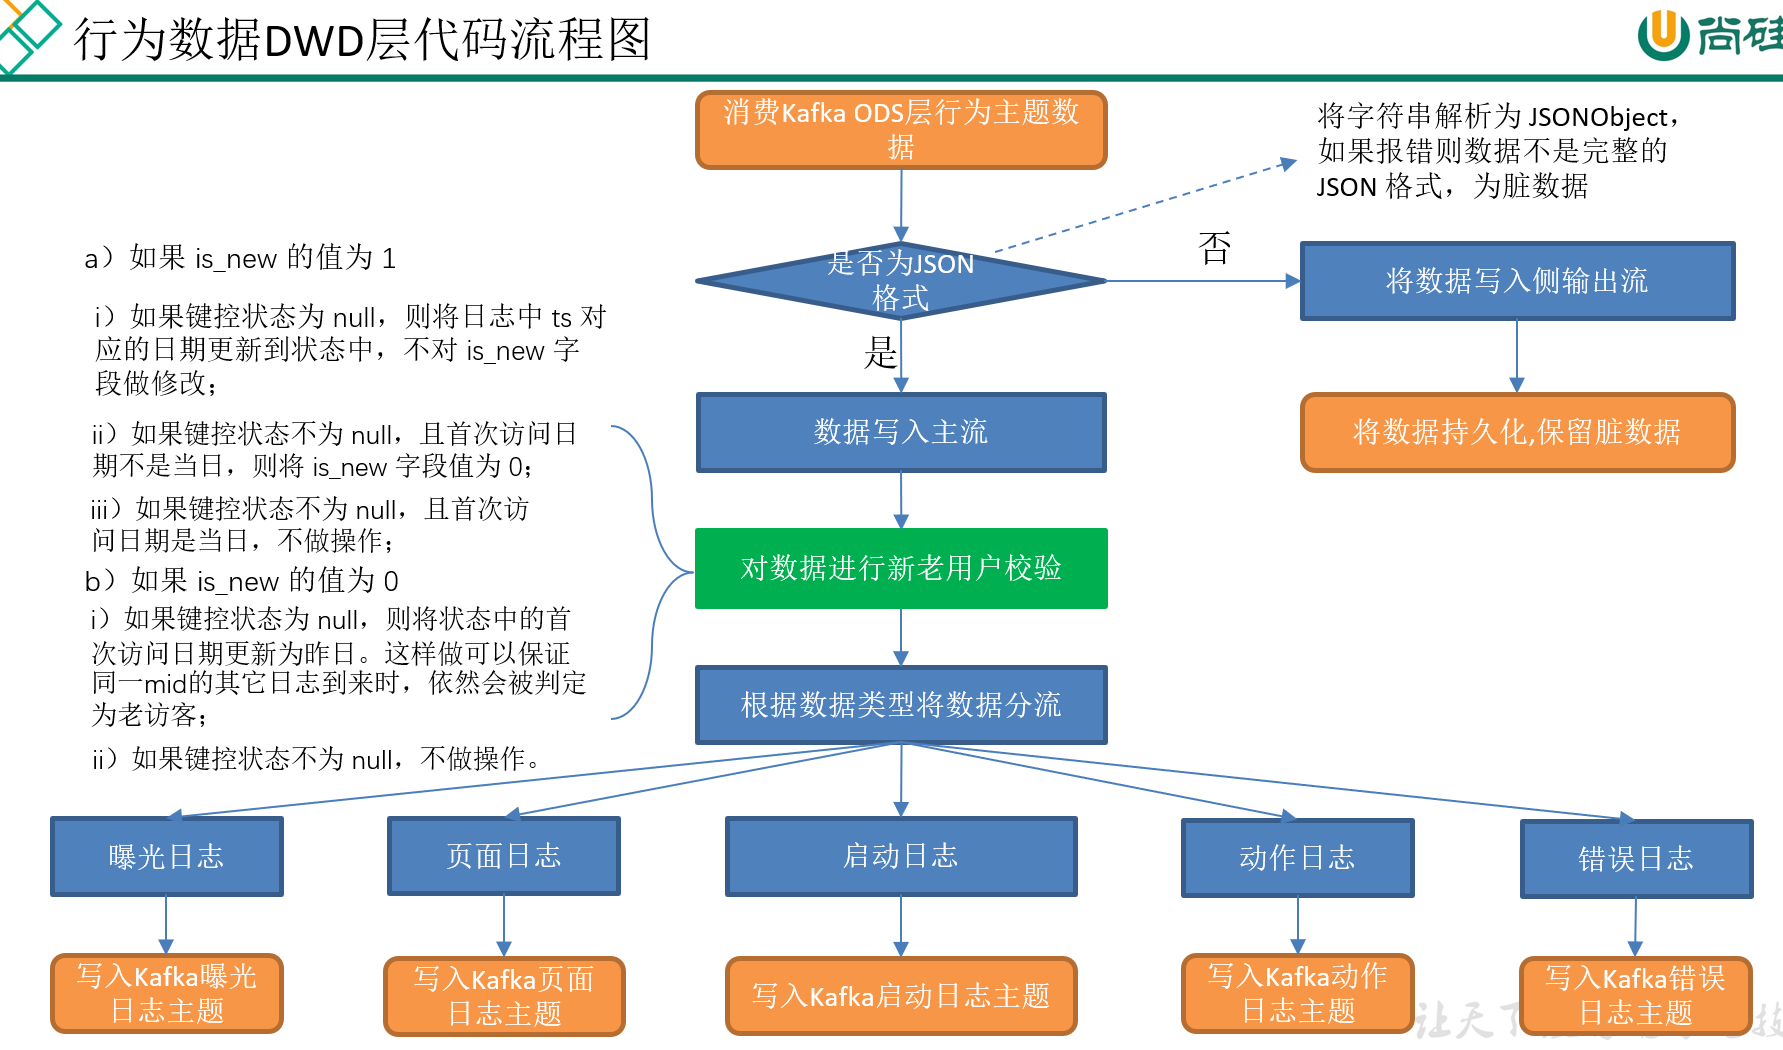 行为数据DWD层代码流程图
尚硅
消费Kafka ODS层行为主题数
据
将字符串解析为 JSONObject，
如果报错则数据不是完整的
JSON 格式，为脏数据
是否为JSON
格式
否
将数据写入侧输出流
是
将数据持久化,保留脏数据
数据写入主流
对数据进行新老用户校验
a）如果 is_new 的值为 1
i）如果键控状态为 null，则将日志中 ts 对
应的日期更新到状态中，不对 is_new 字
段做修改；
ii）如果键控状态不为 null，且首次访问日
期不是当日，则将 is_new 字段值为 0；
iii）如果键控状态不为 null，且首次访
问日期是当日，不做操作；
b）如果 is_new 的值为 0
i）如果键控状态为 null，则将状态中的首
次访问日期更新为昨日。这样做可以保证
同一mid的其它日志到来时，依然会被判定
为老访客；
ii）如果键控状态不为 null，不做操作。
根据数据类型将数据分流
曝光日志
页面日志
启动日志
动作日志
错误日志
写入Kafka曝光
日志主题
写入Kafka页面
日志主题
写入Kafka启动日志主题
写入Kafka动作
日志主题
写入Kafka错误
日志主题
让天下
技